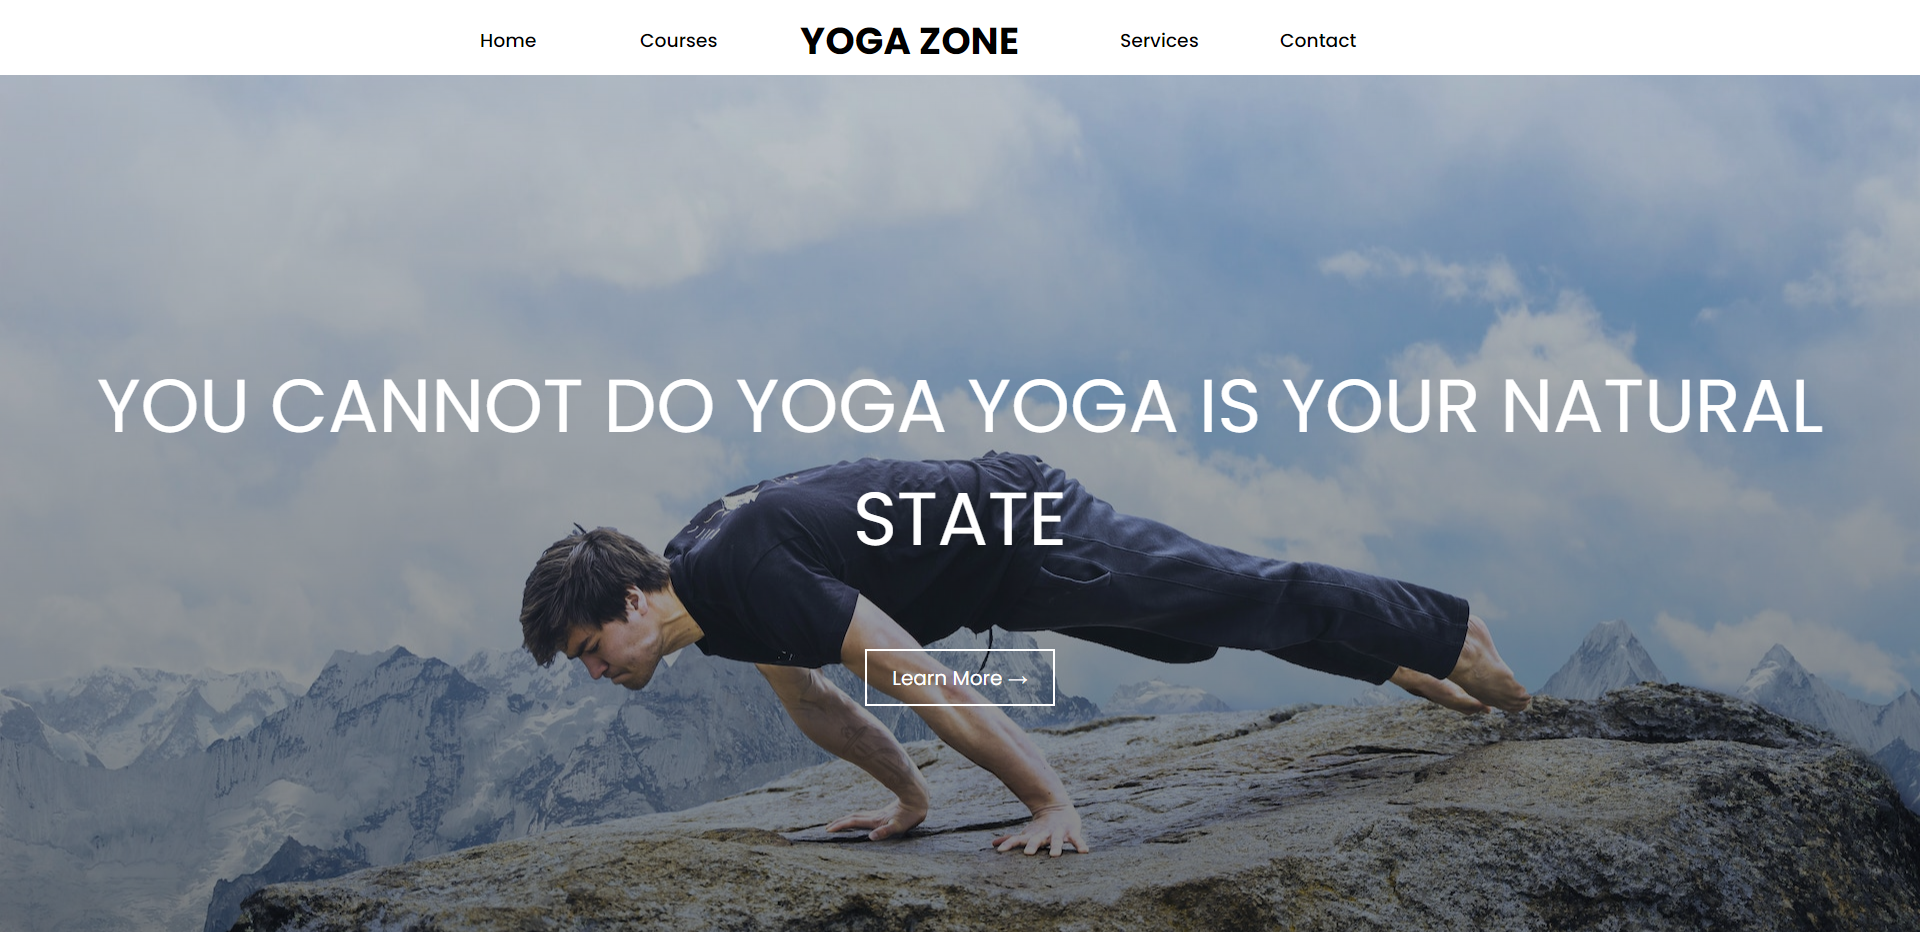 Home Courses YOGA ZONE Services Contact
YOU CANNOT DO YOGA YOGA IS YOUR NATURAL
STATE
Learn More →